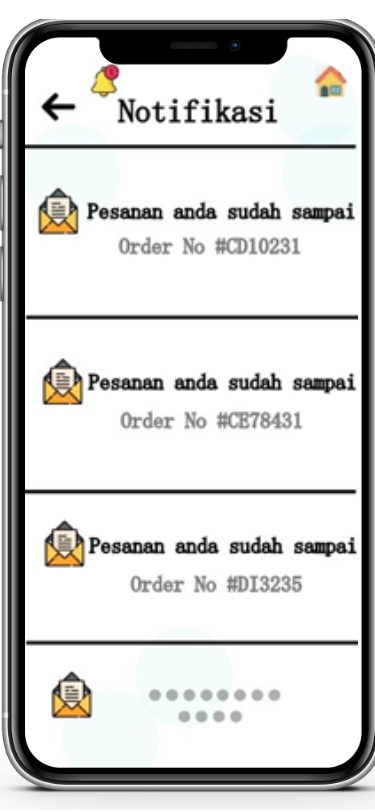 Notifikasi
Pesanan anda sudah sampai
Order No #CD10231
Pesanan anda sudah sampai
Order No #CE78431
Pesanan anda sudah sampai
Order No #DI3235